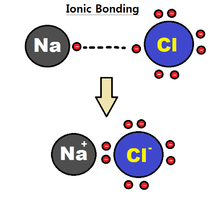 Ionic Bonding
Na Cl
Na+ Cl-